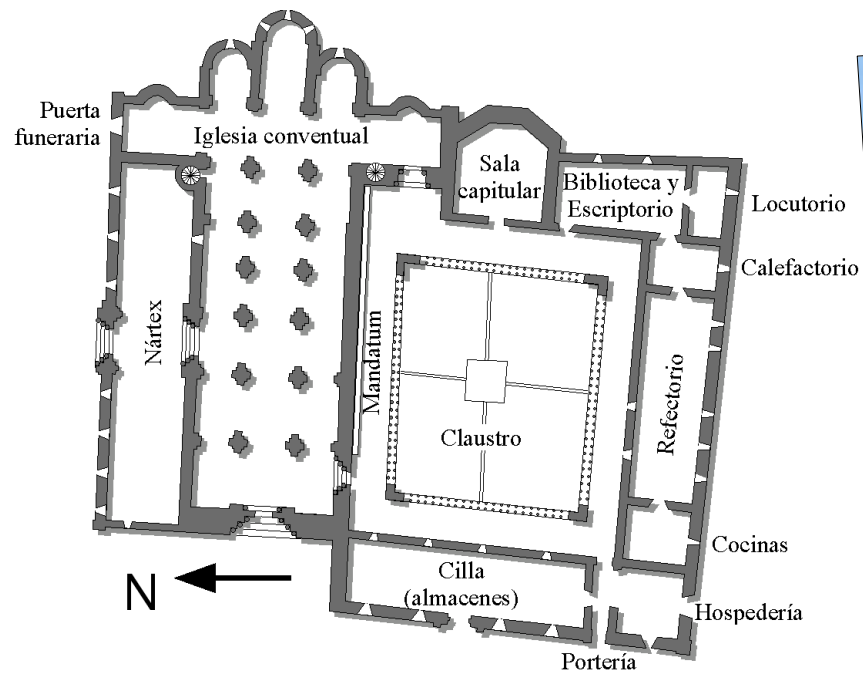 Puerta
funeraria
Iglesia conventual
Sala
capitular
Biblioteca y
Escriptorio
Locutorio
Calefactorio
Nártex
Mandatum
Claustro
Refectorio
Cocinas
Cilla
(almacenes)
N
Hospedería
Portería